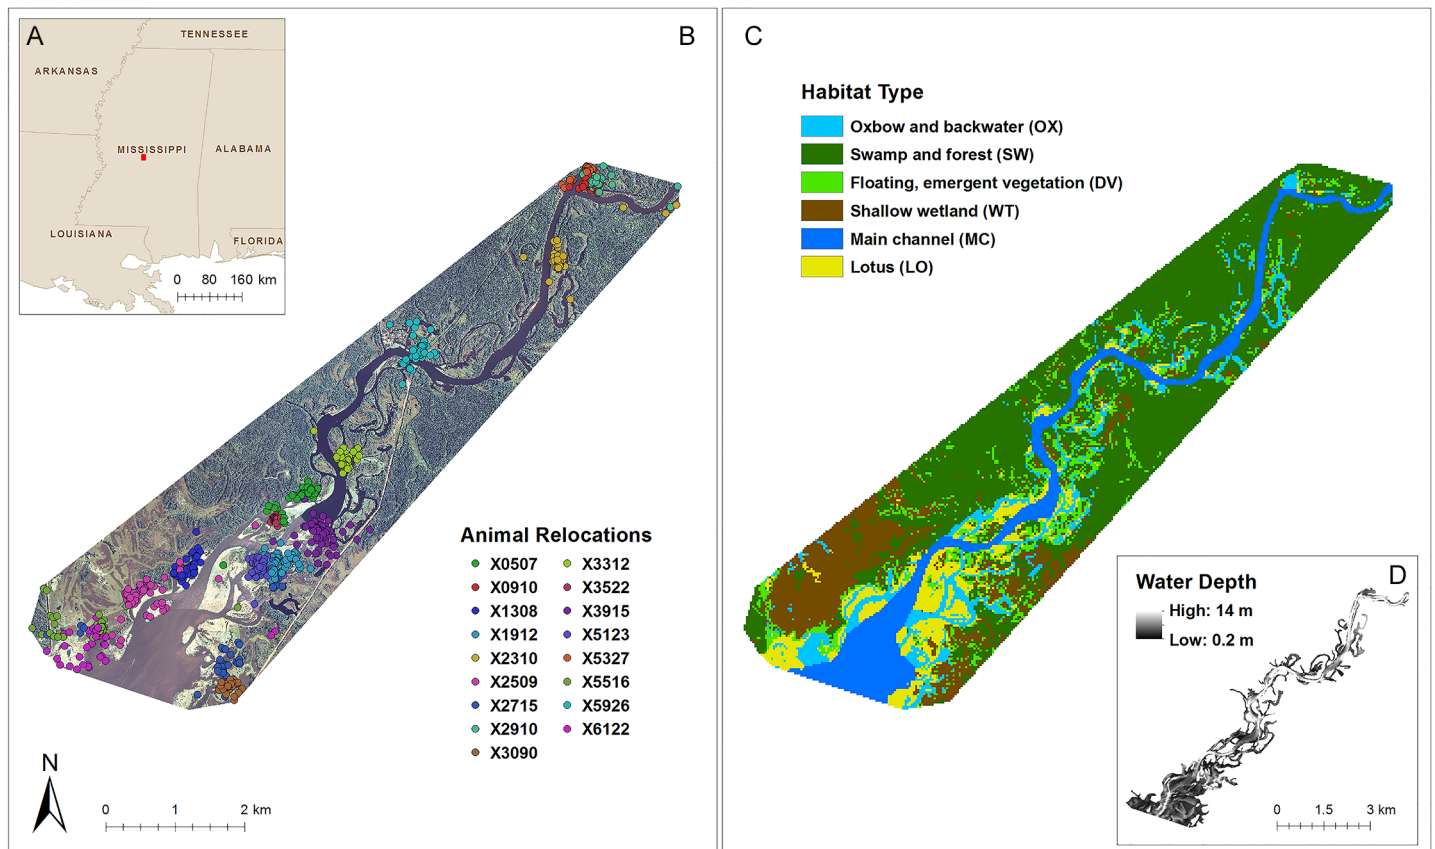 A
TENNESSEE
ARKANSAS
MISSISSIPPI
ALABAMA
LOUISIANA
FLORIDA
0 80 160 km
B
Animal Relocations
X0507
X0910
X1308
X1912
X2310
X2509
X2715
X2910
X3090
X3312
X3522
X3915
X5123
X5327
X5516
X5926
X6122
N
0 1 2 km
C
Habitat Type
Oxbow and backwater (OX)
Swamp and forest (SW)
Floating, emergent vegetation (DV)
Shallow wetland (WT)
Main channel (MC)
Lotus (LO)
D
Water Depth
High: 14 m
Low: 0.2 m
0 1.5 3 km